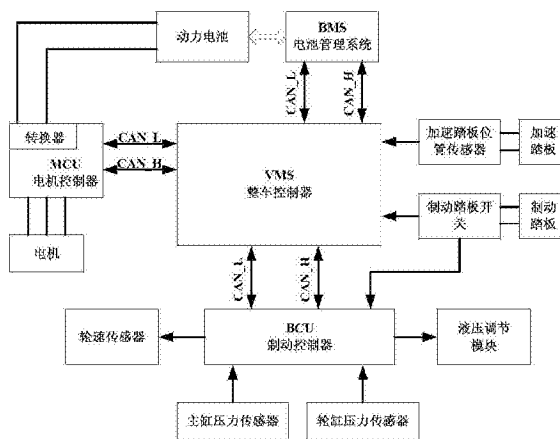 动力电池
BMS
电池管理系统
CAN_L
CAN_H
转换器
MCU
电机控制器
CAN_L
CAN_H
VMS
整车控制器
加速踏板位
管传感器
加速
踏板
制动踏板开
关
制动
踏板
电机
CAN_L
CAN_H
轮速传感器
BCU
制动控制器
液压调节
模块
主缸压力传感器
轮缸压力传感器